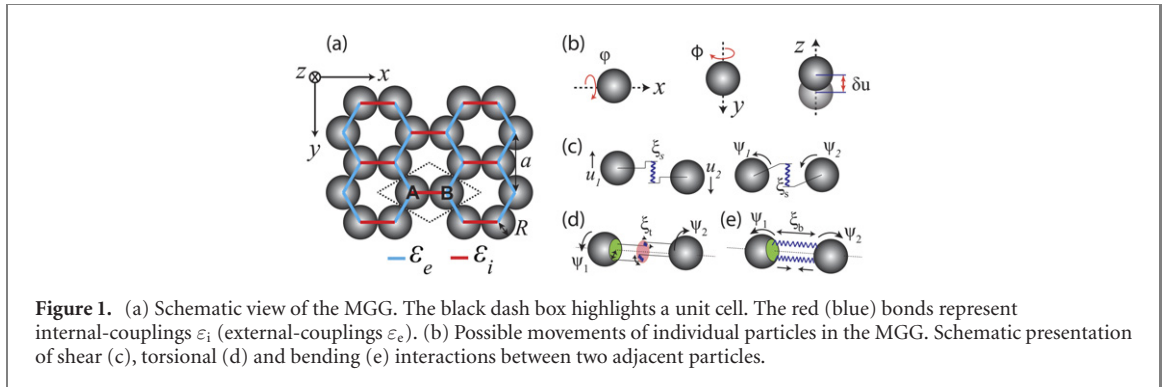 (a)
z
x
y
A
B
a
R
ε_e
ε_i
(b)
φ
x
ϕ
y
z
δu
(c)
u_1
ξ_s
u_2
ψ_1
ξ_s
ψ_2
(d)
ψ_1
ξ_t
ψ_2
(e)
ψ_1
ξ_b
ψ_2
Figure 1. (a) Schematic view of the MGG. The black dash box highlights a unit cell. The red (blue) bonds represent
internal-couplings ε_i (external-couplings ε_e). (b) Possible movements of individual particles in the MGG. Schematic presentation
of shear (c), torsional (d) and bending (e) interactions between two adjacent particles.